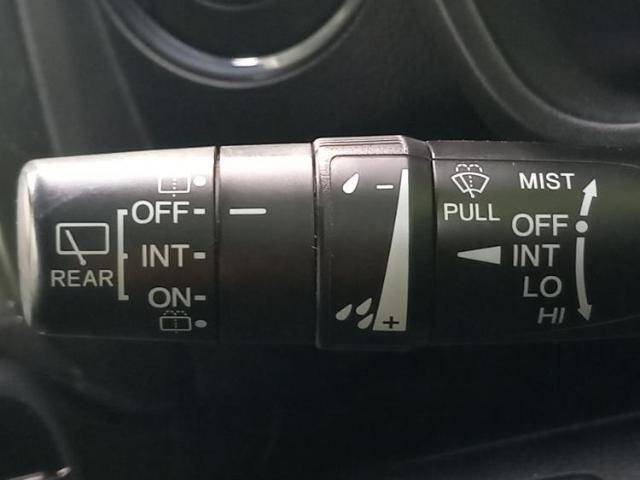 OFF
INT
ON
REAR
−
+
PULL
MIST
OFF
INT
LO
HI